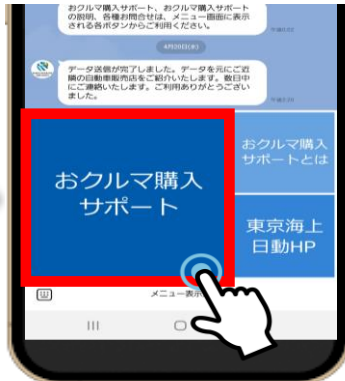 おクルマ購入サポート、おクルマ購入サポート
の説明、各種お問合せは、メニュー画面に表示
される各ボタンからご利用ください。
データ送信が完了しました。データを元にご近
隣の自動車販売店をご紹介いたします。数日中
にご連絡いたします。ご利用ありがとうござい
ました。
おクルマ購入
サポート
おクルマ購入
サポートとは
東京海上
日動HP
メニュー表示